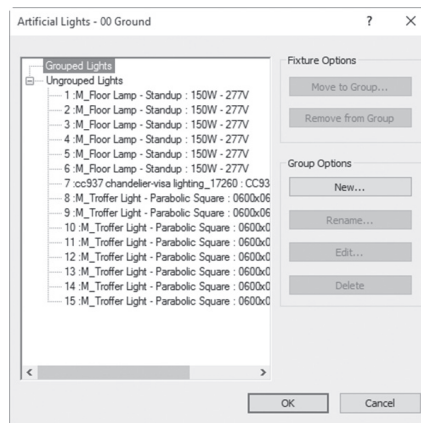 Artificial Lights - 00 Ground ? X
Grouped Lights
Ungrouped Lights
1 :M_Floor Lamp - Standup : 150W - 277V
2 :M_Floor Lamp - Standup : 150W - 277V
3 :M_Floor Lamp - Standup : 150W - 277V
4 :M_Floor Lamp - Standup : 150W - 277V
5 :M_Floor Lamp - Standup : 150W - 277V
6 :M_Floor Lamp - Standup : 150W - 277V
7 :cc937 chandelier-visa lighting_17260 : CC93
8 :M_Troffer Light - Parabolic Square : 0600x06
9 :M_Troffer Light - Parabolic Square : 0600x06
10 :M_Troffer Light - Parabolic Square : 0600x0
11 :M_Troffer Light - Parabolic Square : 0600x0
12 :M_Troffer Light - Parabolic Square : 0600x0
13 :M_Troffer Light - Parabolic Square : 0600x0
14 :M_Troffer Light - Parabolic Square : 0600x0
15 :M_Troffer Light - Parabolic Square : 0600x0
Fixture Options
Move to Group...
Remove from Group
Group Options
New...
Rename...
Edit...
Delete
OK Cancel